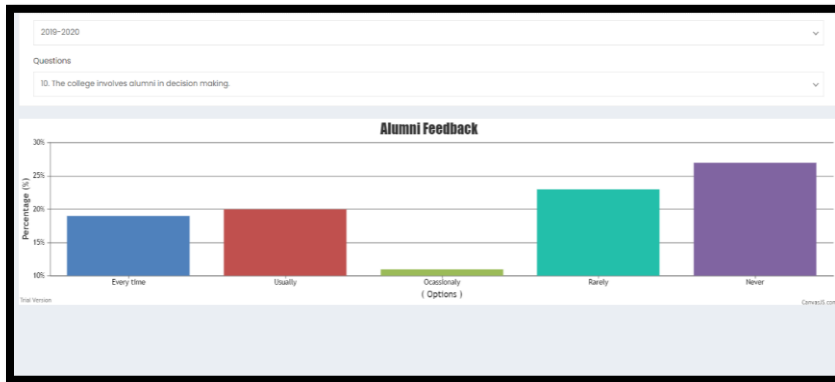 2019-2020
Questions
10. The college involves alumni in decision making.
Alumni Feedback
30%
25%
20%
15%
10%
Percentage (%)
Every time
Usually
Ocassionaly
Rarely
Never
( Options )
Trial Version
CanvasJS.com